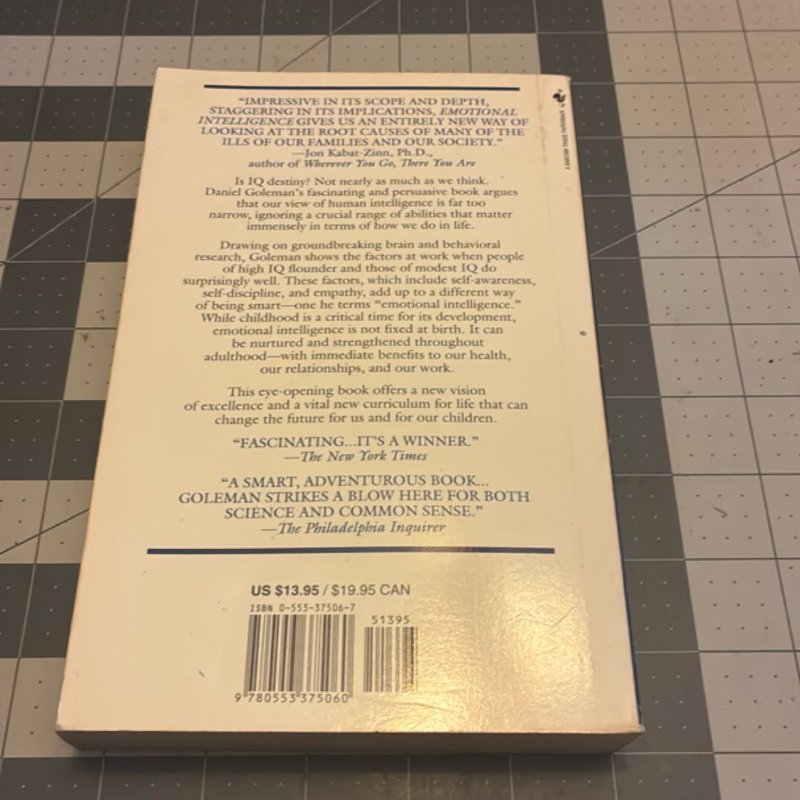 “IMPRESSIVE IN ITS SCOPE AND DEPTH,
STAGGERING IN ITS IMPLICATIONS, EMOTIONAL
INTELLIGENCE GIVES US AN ENTIRELY NEW WAY OF
LOOKING AT THE ROOT CAUSES OF MANY OF THE
ILLS OF OUR FAMILIES AND OUR SOCIETY.”
—Jon Kabat-Zinn, Ph.D.,
author of Wherever You Go, There You Are
Is IQ destiny? Not nearly as much as we think.
Daniel Goleman's fascinating and persuasive book argues
that our view of human intelligence is far too
narrow, ignoring a crucial range of abilities that matter
immensely in terms of how we do in life.
Drawing on groundbreaking brain and behavioral
research, Goleman shows the factors at work when people
of high IQ flounder and those of modest IQ do
surprisingly well. These factors, which include self-awareness,
self-discipline, and empathy, add up to a different way
of being smart—one he terms “emotional intelligence.”
While childhood is a critical time for its development,
emotional intelligence is not fixed at birth. It can
be nurtured and strengthened throughout
adulthood—with immediate benefits to our health,
our relationships, and our work.
This eye-opening book offers a new vision
of excellence and a vital new curriculum for life that can
change the future for us and for our children.
“FASCINATING...IT'S A WINNER.”
—The New York Times
“A SMART, ADVENTUROUS BOOK...
GOLEMAN STRIKES A BLOW HERE FOR BOTH
SCIENCE AND COMMON SENSE.”
—The Philadelphia Inquirer
US $13.95 / $19.95 CAN
ISBN 0-553-37506-7
51395
9 780553 375060
A BANTAM TRADE PAPERBACK